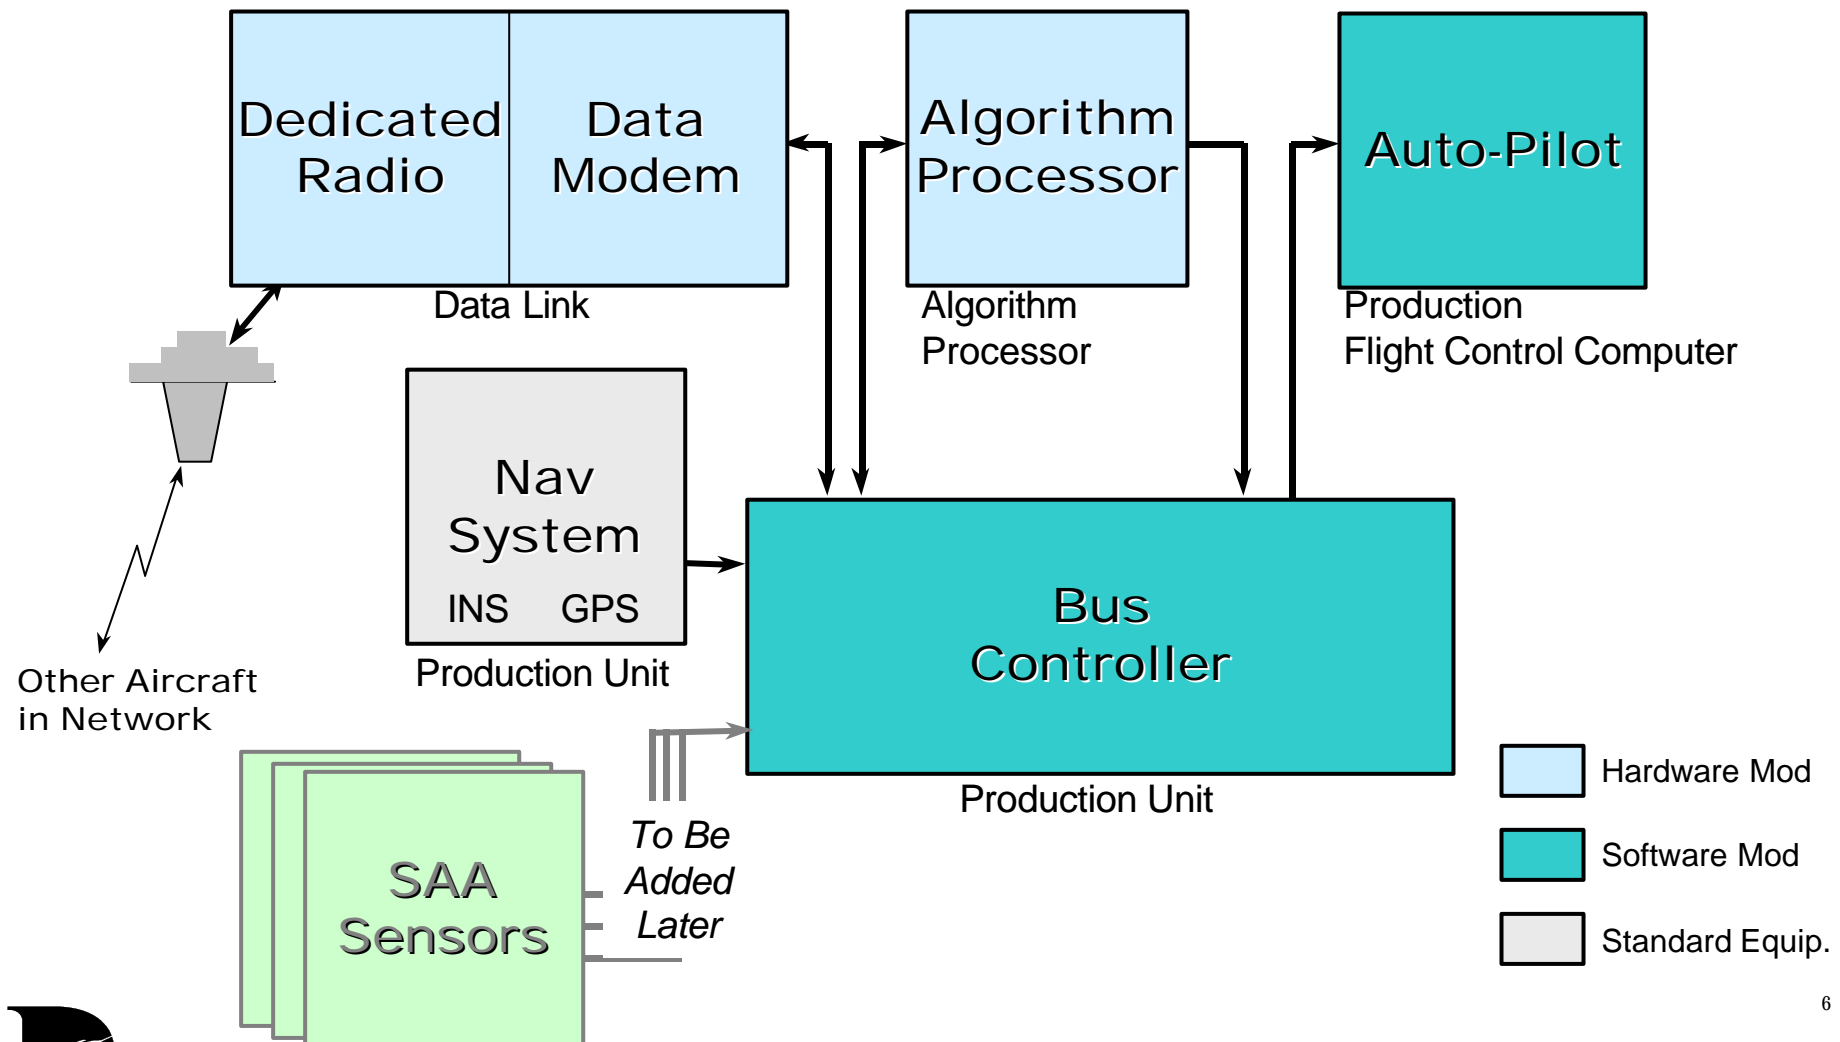 Dedicated
Radio
Data
Modem
Algorithm
Processor
Auto-Pilot
Data Link
Algorithm
Processor
Production
Flight Control Computer
Nav
System
INS GPS
Production Unit
Bus
Controller
Production Unit
Other Aircraft
in Network
SAA
Sensors
To Be
Added
Later
Hardware Mod
Software Mod
Standard Equip.
6